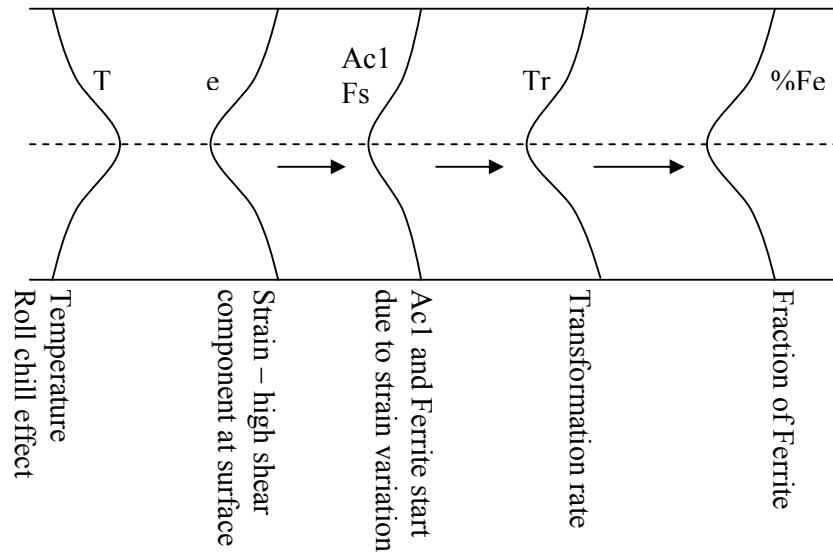 T
e
Ac1
Fs
Tr
%Fe
Temperature
Roll chill effect
Strain – high shear
component at surface
Ac1 and Ferrite start
due to strain variation
Transformation rate
Fraction of Ferrite